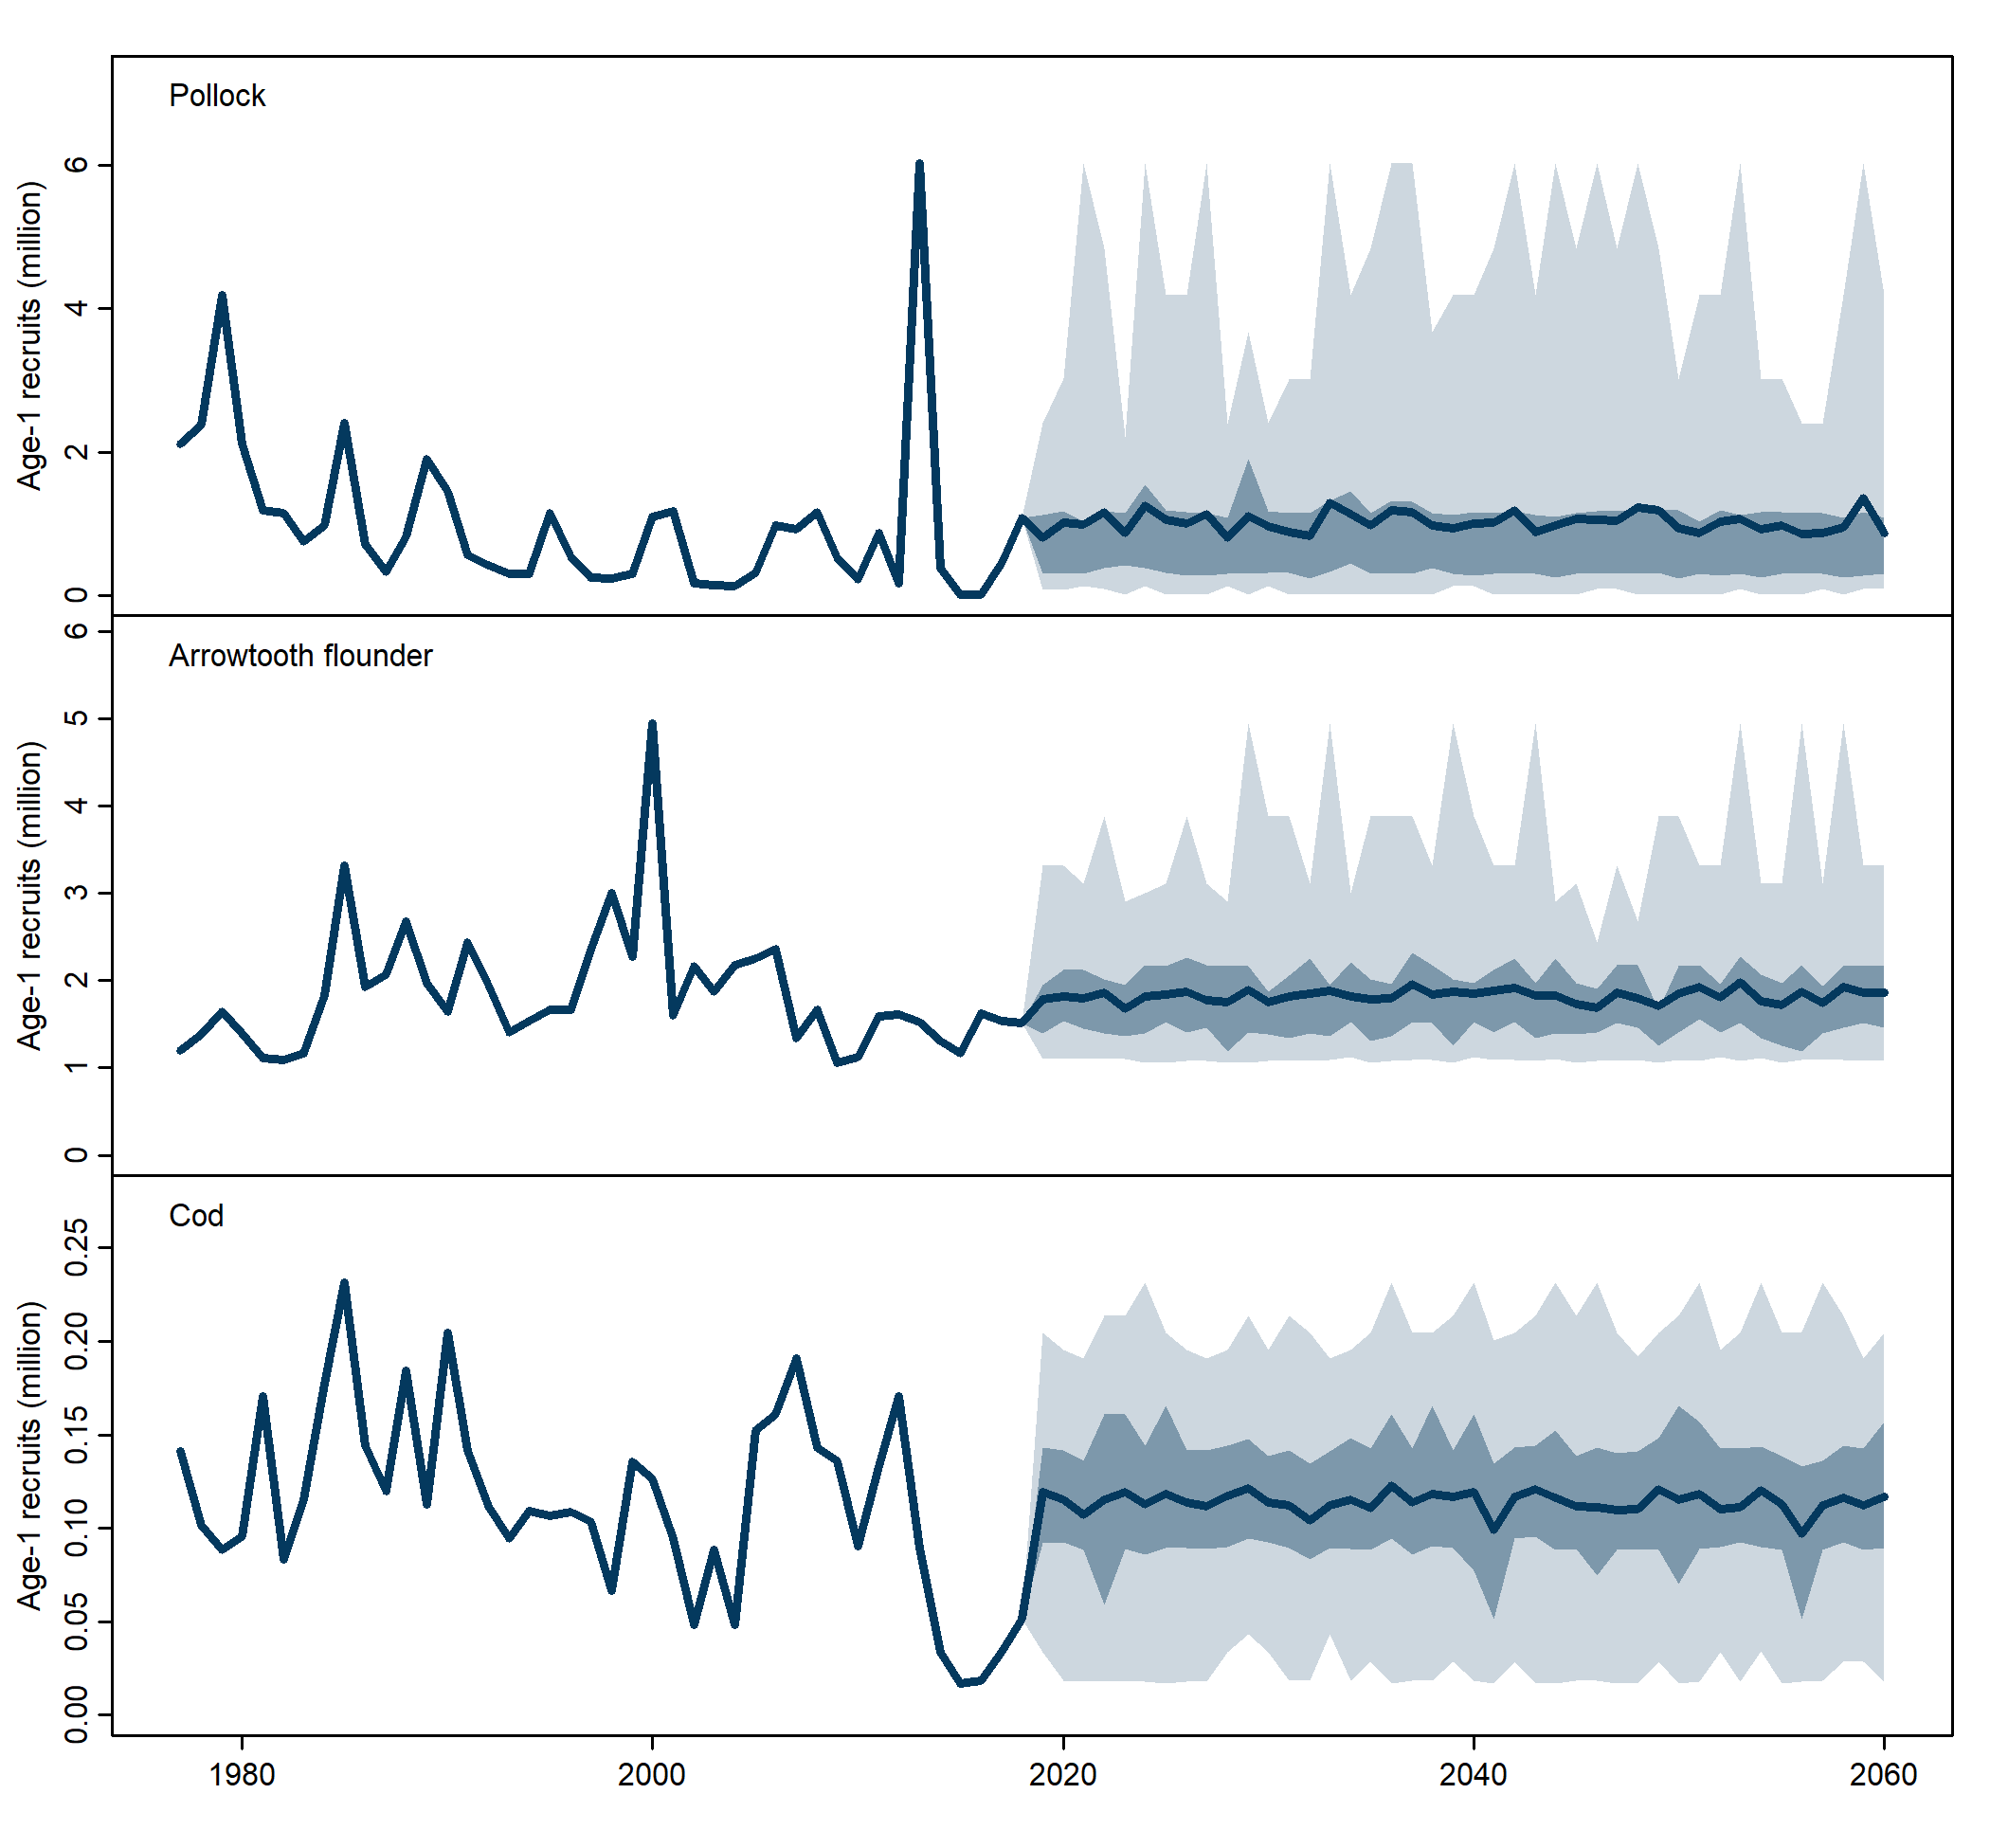 Pollock
Age-1 recruits (million)
6
4
2
0
Arrowtooth flounder
Age-1 recruits (million)
6
5
4
3
2
1
0
Cod
Age-1 recruits (million)
0.25
0.20
0.15
0.10
0.05
0.00
1980 2000 2020 2040 2060